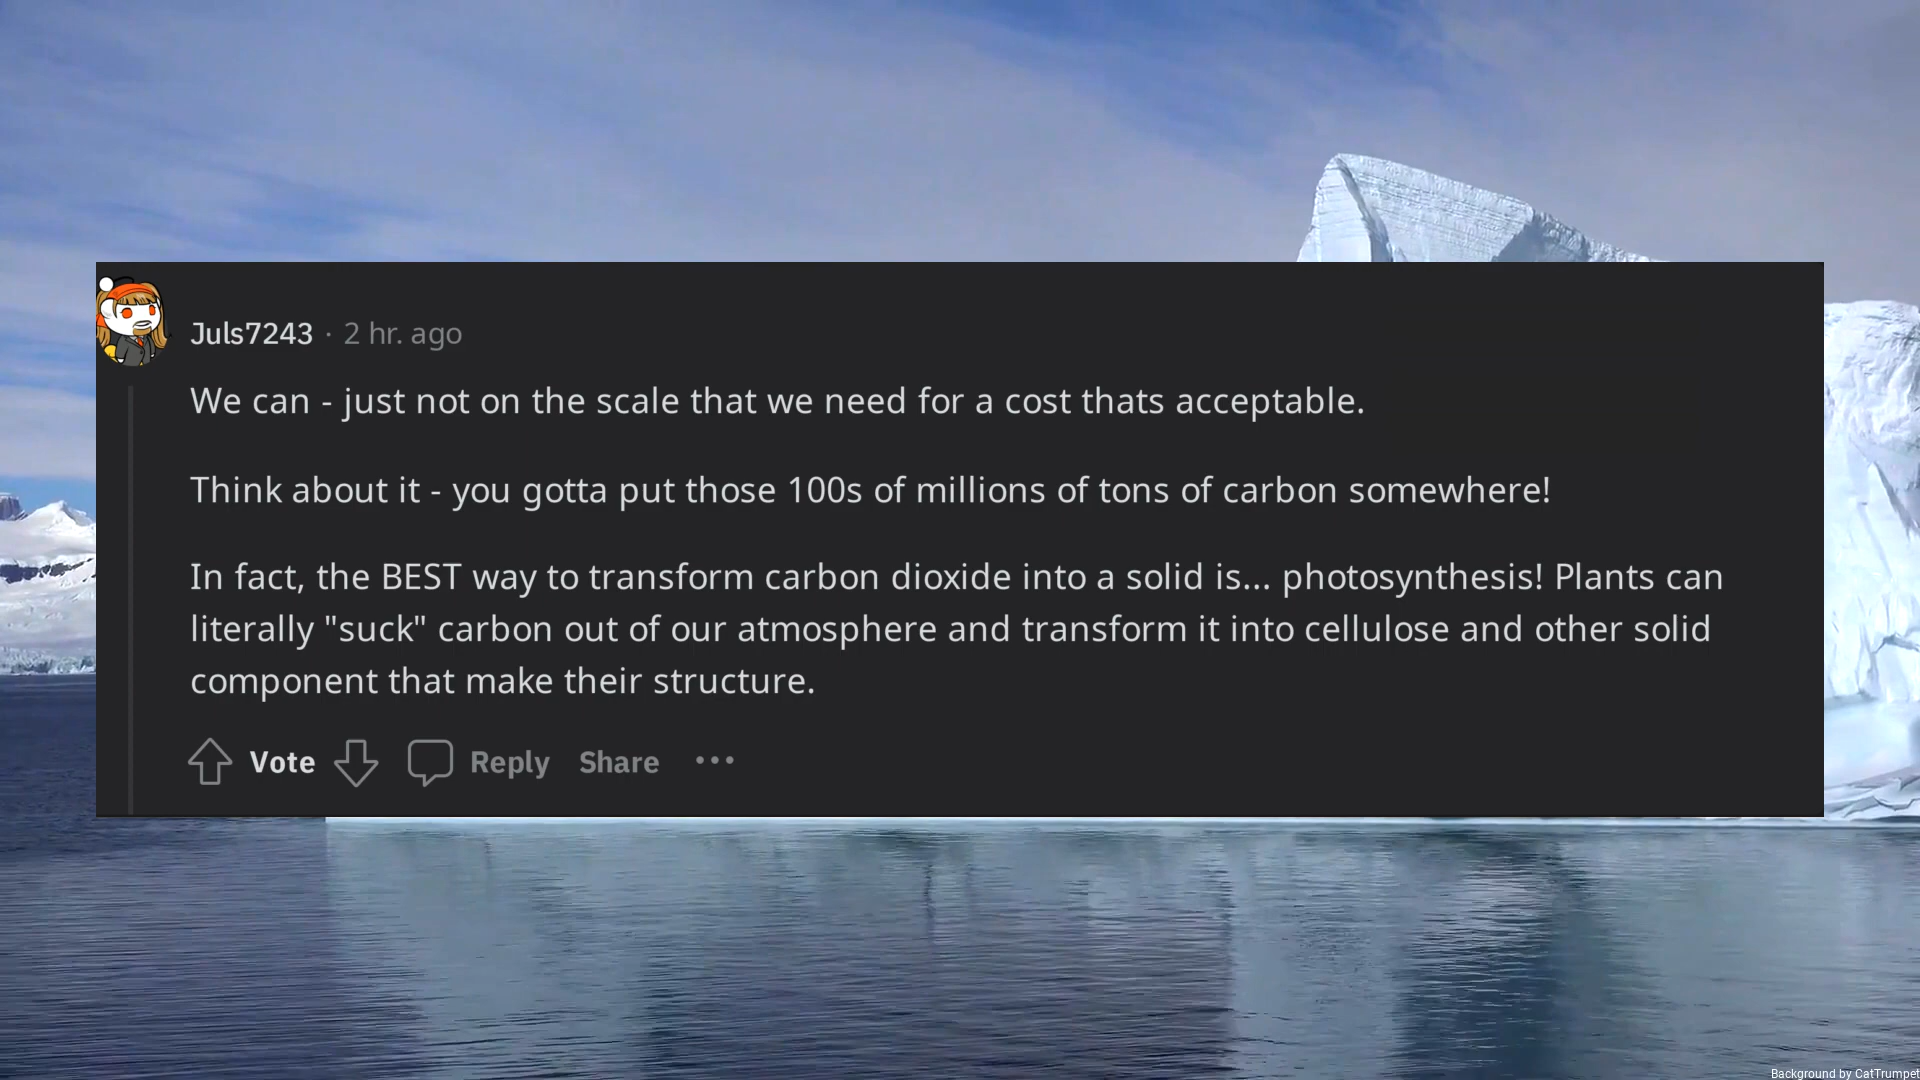 Juls7243 · 2 hr. ago
We can - just not on the scale that we need for a cost thats acceptable.
Think about it - you gotta put those 100s of millions of tons of carbon somewhere!
In fact, the BEST way to transform carbon dioxide into a solid is... photosynthesis! Plants can
literally "suck" carbon out of our atmosphere and transform it into cellulose and other solid
component that make their structure.
Vote Reply Share ···
Background by CatTrumpet